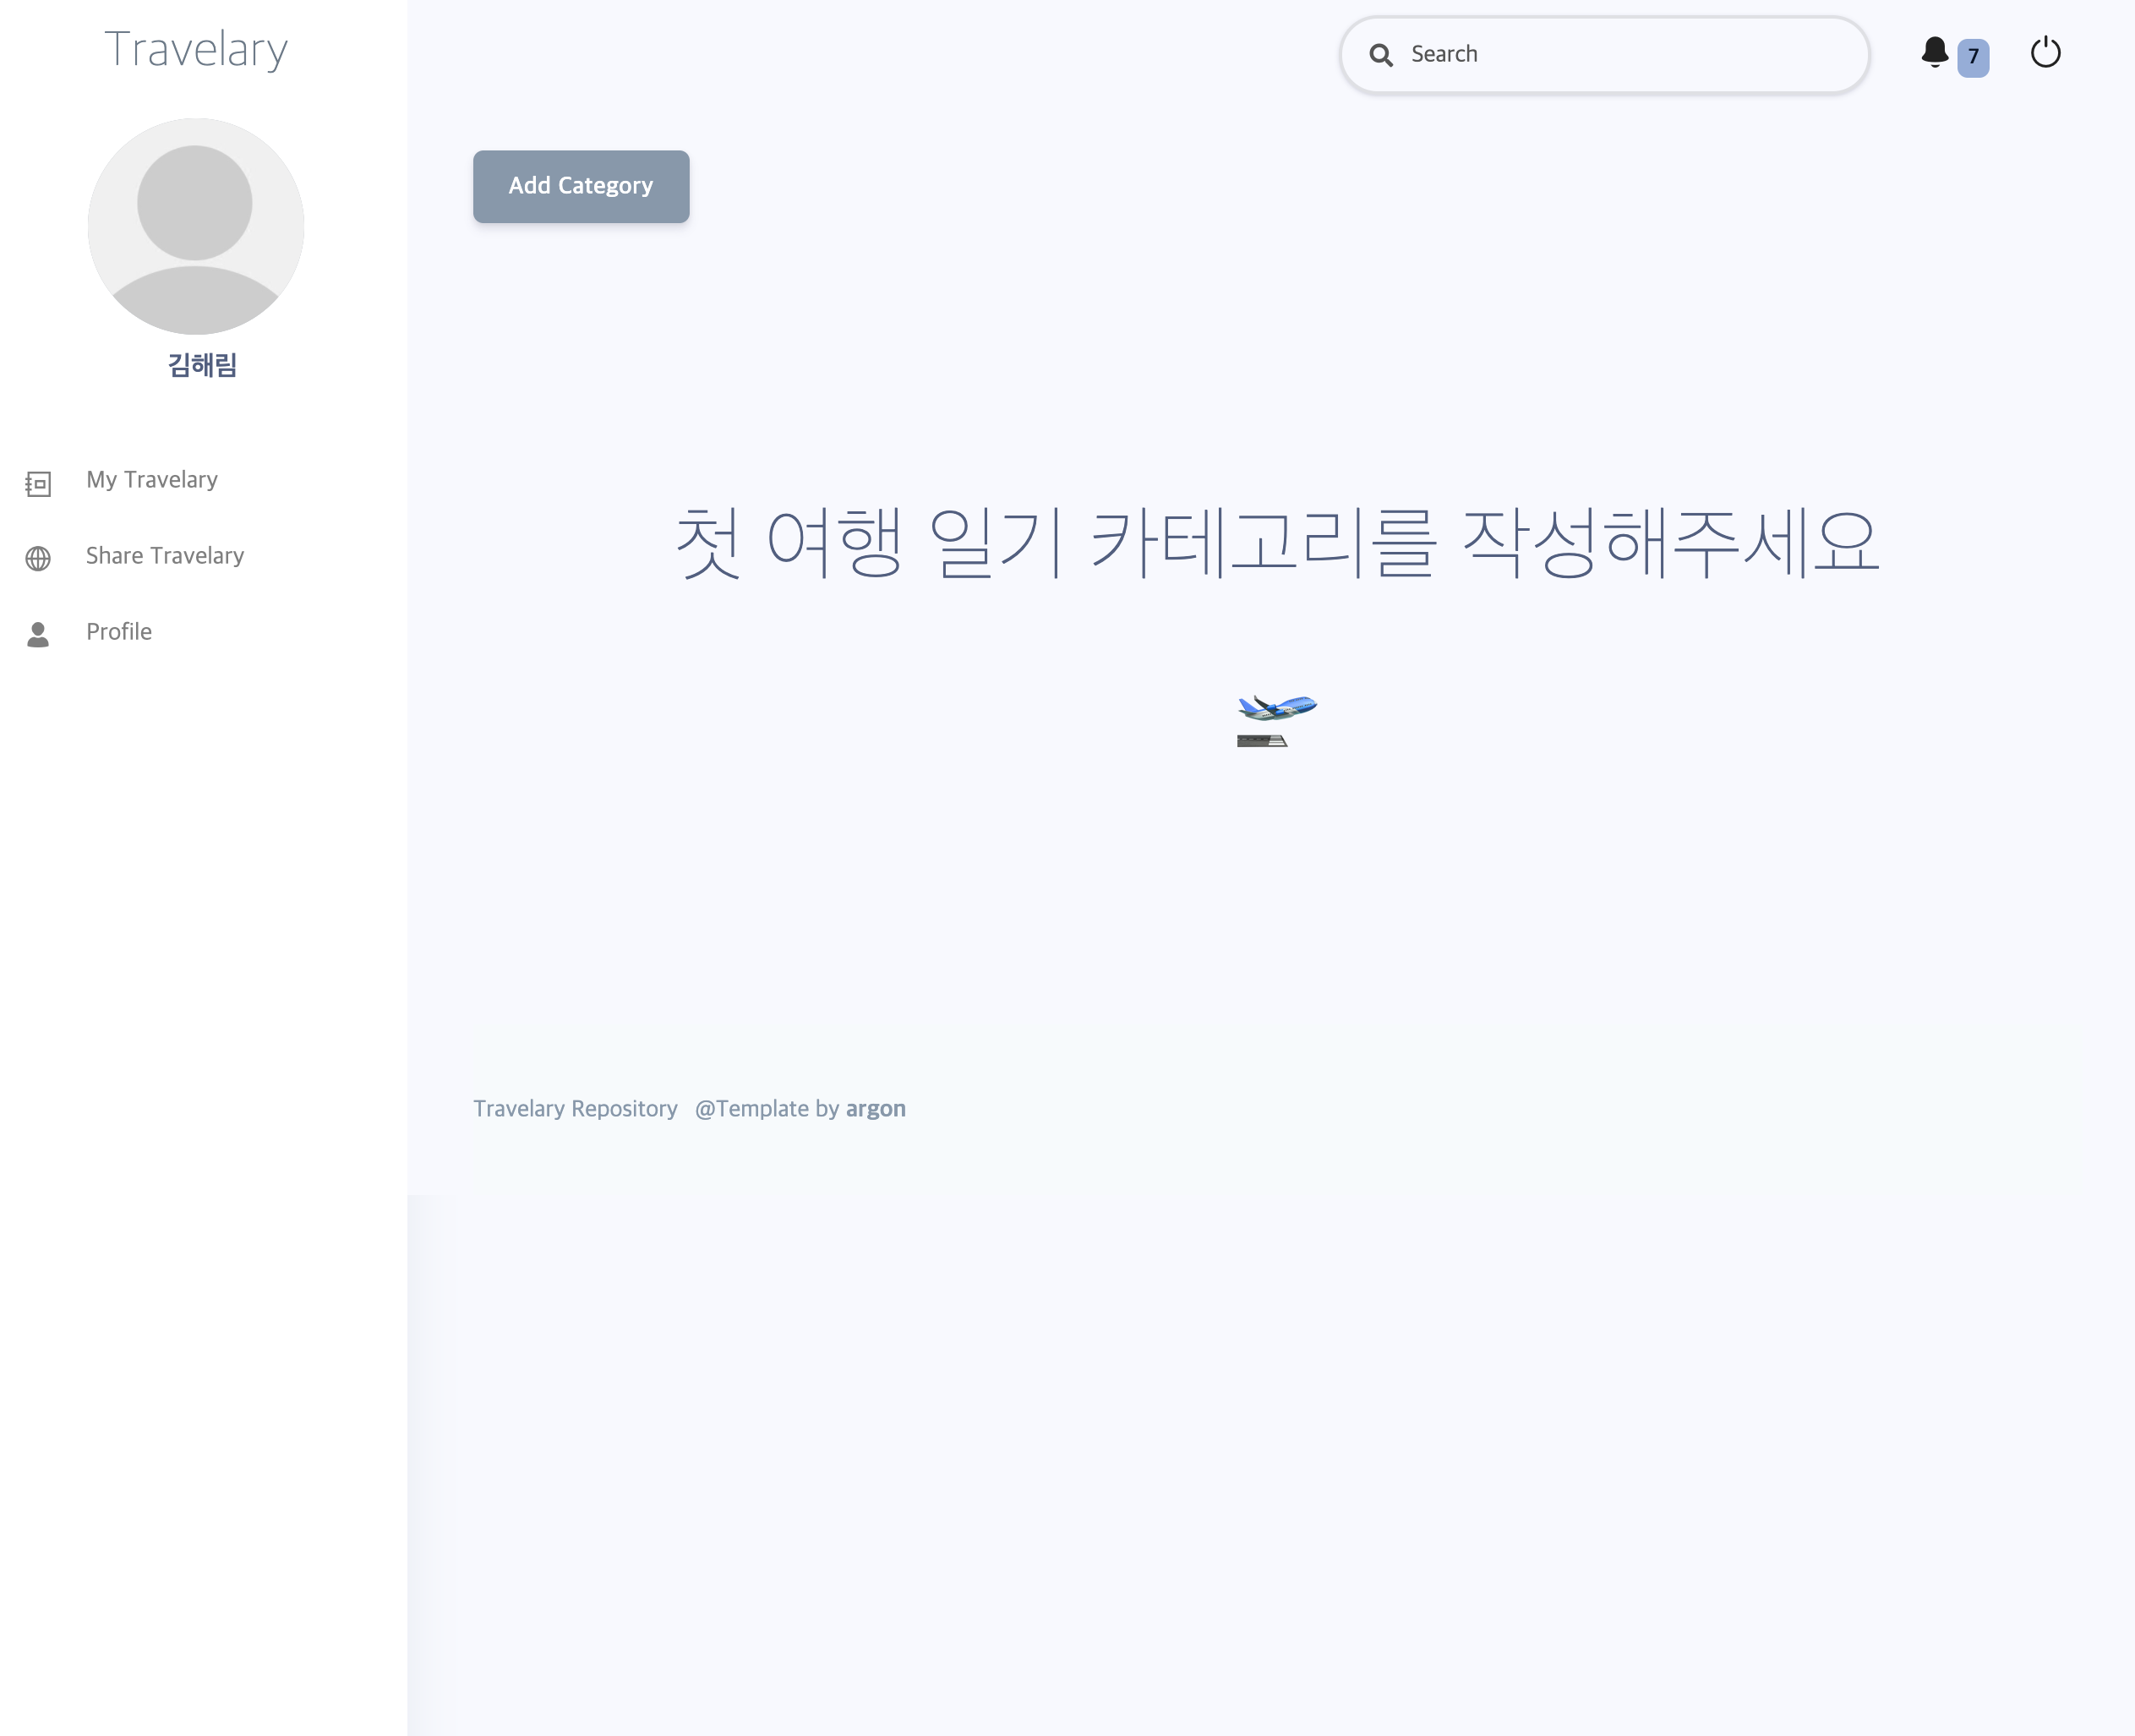 Travelary
Search
7
Add Category
김해림
My Travelary
Share Travelary
Profile
첫 여행 일기 카테고리를 작성해주세요
Travelary Repository @Template by argon